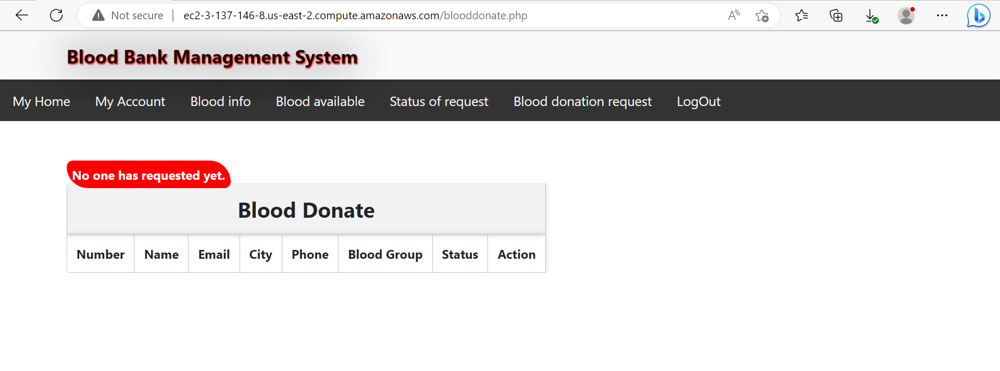 Not secure | ec2-3-137-146-8.us-east-2.compute.amazonaws.com/blooddonate.php
Blood Bank Management System
My Home My Account Blood info Blood available Status of request Blood donation request LogOut
No one has requested yet.
Blood Donate
Number Name Email City Phone Blood Group Status Action